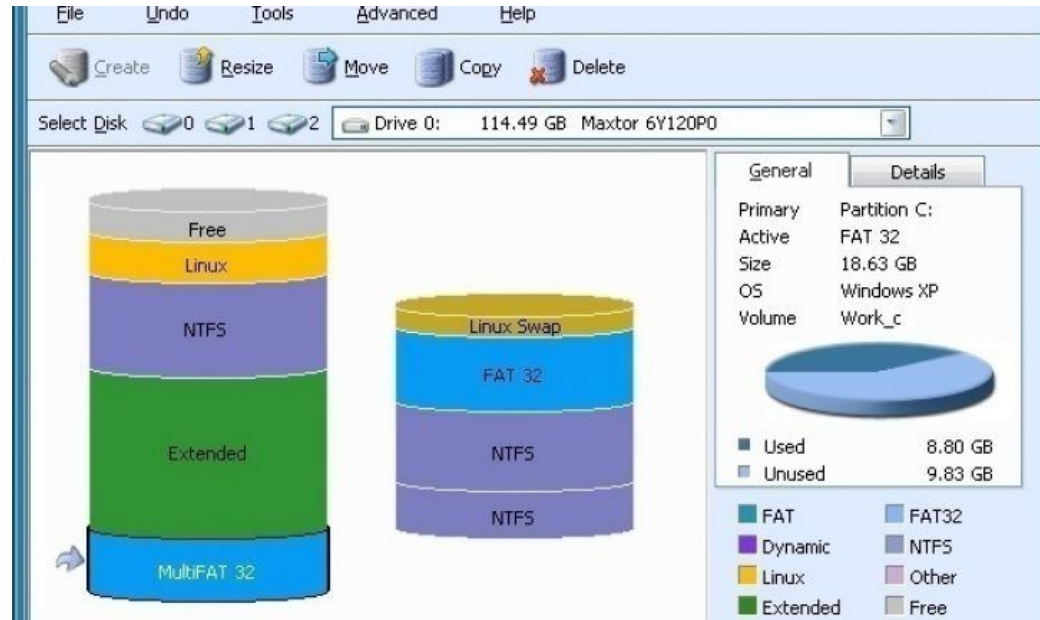 File Undo Tools Advanced Help
Create Resize Move Copy Delete
Select Disk 0 1 2 Drive 0: 114.49 GB Maxtor 6Y120P0
Free
Linux
NTFS
Extended
MultiFAT 32
Linux Swap
FAT 32
NTFS
NTFS
General Details
Primary Partition C:
Active FAT 32
Size 18.63 GB
OS Windows XP
Volume Work_c
Used 8.80 GB
Unused 9.83 GB
FAT FAT32
Dynamic NTFS
Linux Other
Extended Free